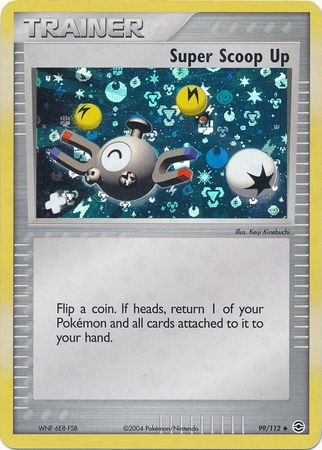 TRAINER
Super Scoop Up
Illus. Keiji Kinebuchi
Flip a coin. If heads, return 1 of your
Pokémon and all cards attached to it to
your hand.
WNF-6E8-FSB ©2004 Pokémon/Nintendo 99/112 ◆